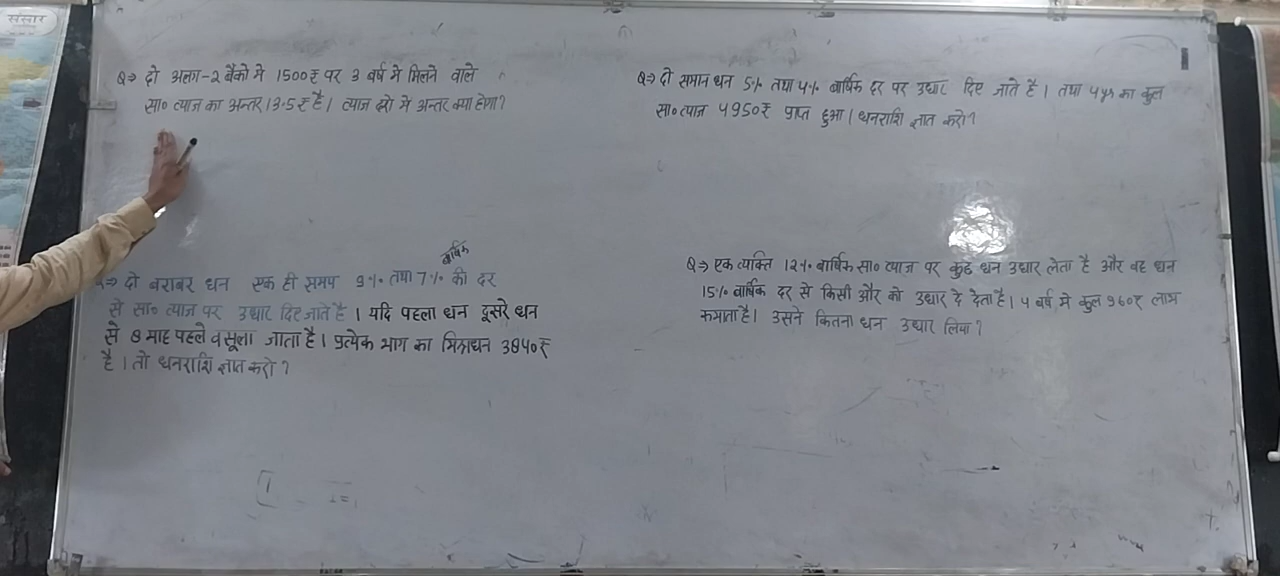 संसार
Q⇒ दो अलग-2 बैंको मे 1500₹ पर 3 वर्ष मे मिलने वाले
सा० ब्याज का अन्तर 13.5₹ है। ब्याज दरो मे अन्तर क्या होगा?
Q⇒ दो समान धन 5% तथा 4% वार्षिक दर पर उधार दिए जाते है। तथा 4 yrs का कुल
सा० ब्याज 4950₹ प्राप्त हुआ। धनराशि ज्ञात करो?
वार्षिक
Q⇒ दो बराबर धन एक ही समय 9% तथा 7% की दर
से सा० ब्याज पर उधार दिए जाते है। यदि पहला धन दूसरे धन
से 8 माह पहले वसूला जाता है। प्रत्येक भाग का मिश्रधन 3840₹
है। तो धनराशि ज्ञात करो?
Q⇒ एक व्यक्ति 12% वार्षिक सा० ब्याज पर कुछ धन उधार लेता है और वह धन
15% वार्षिक दर से किसी और को उधार दे देता है। 4 वर्ष मे कुल 960₹ लाभ
कमाता है। उसने कितना धन उधार लिया?